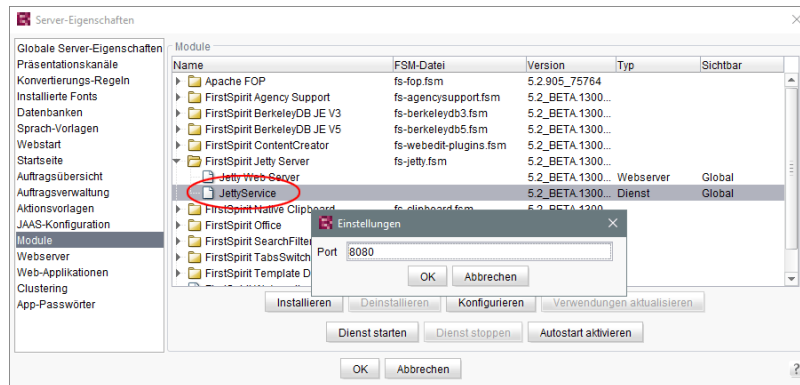 Server-Eigenschaften
Globale Server-Eigenschaften
Präsentationskanäle
Konvertierungs-Regeln
Installierte Fonts
Datenbanken
Sprach-Vorlagen
Webstart
Startseite
Auftragsübersicht
Auftragsverwaltung
Aktionsvorlagen
JAAS-Konfiguration
Module
Webserver
Web-Applikationen
Clustering
App-Passwörter
Module
Name FSM-Datei Version Typ Sichtbar
Apache FOP fs-fop.fsm 5.2.905_75764
FirstSpirit Agency Support fs-agencysupport.fsm 5.2_BETA.1300...
FirstSpirit BerkeleyDB JE V3 fs-berkeleydb3.fsm 5.2_BETA.1300...
FirstSpirit BerkeleyDB JE V5 fs-berkeleydb5.fsm 5.2_BETA.1300...
FirstSpirit ContentCreator fs-webedit-plugins.fsm 5.2_BETA.1300...
FirstSpirit Jetty Server fs-jetty.fsm 5.2_BETA.1300...
Jetty Web Server 5.2_BETA.1300... Webserver Global
JettyService 5.2_BETA.1300... Dienst Global
FirstSpirit Native Clipboard fs-clipboard.fsm 5.2_BETA.1300...
FirstSpirit Office
FirstSpirit SearchFilter
FirstSpirit TabsSwitch
FirstSpirit Template D
Einstellungen
Port 8080
OK Abbrechen
Installieren Deinstallieren Konfigurieren Verwendungen aktualisieren
Dienst starten Dienst stoppen Autostart aktivieren
OK Abbrechen
?